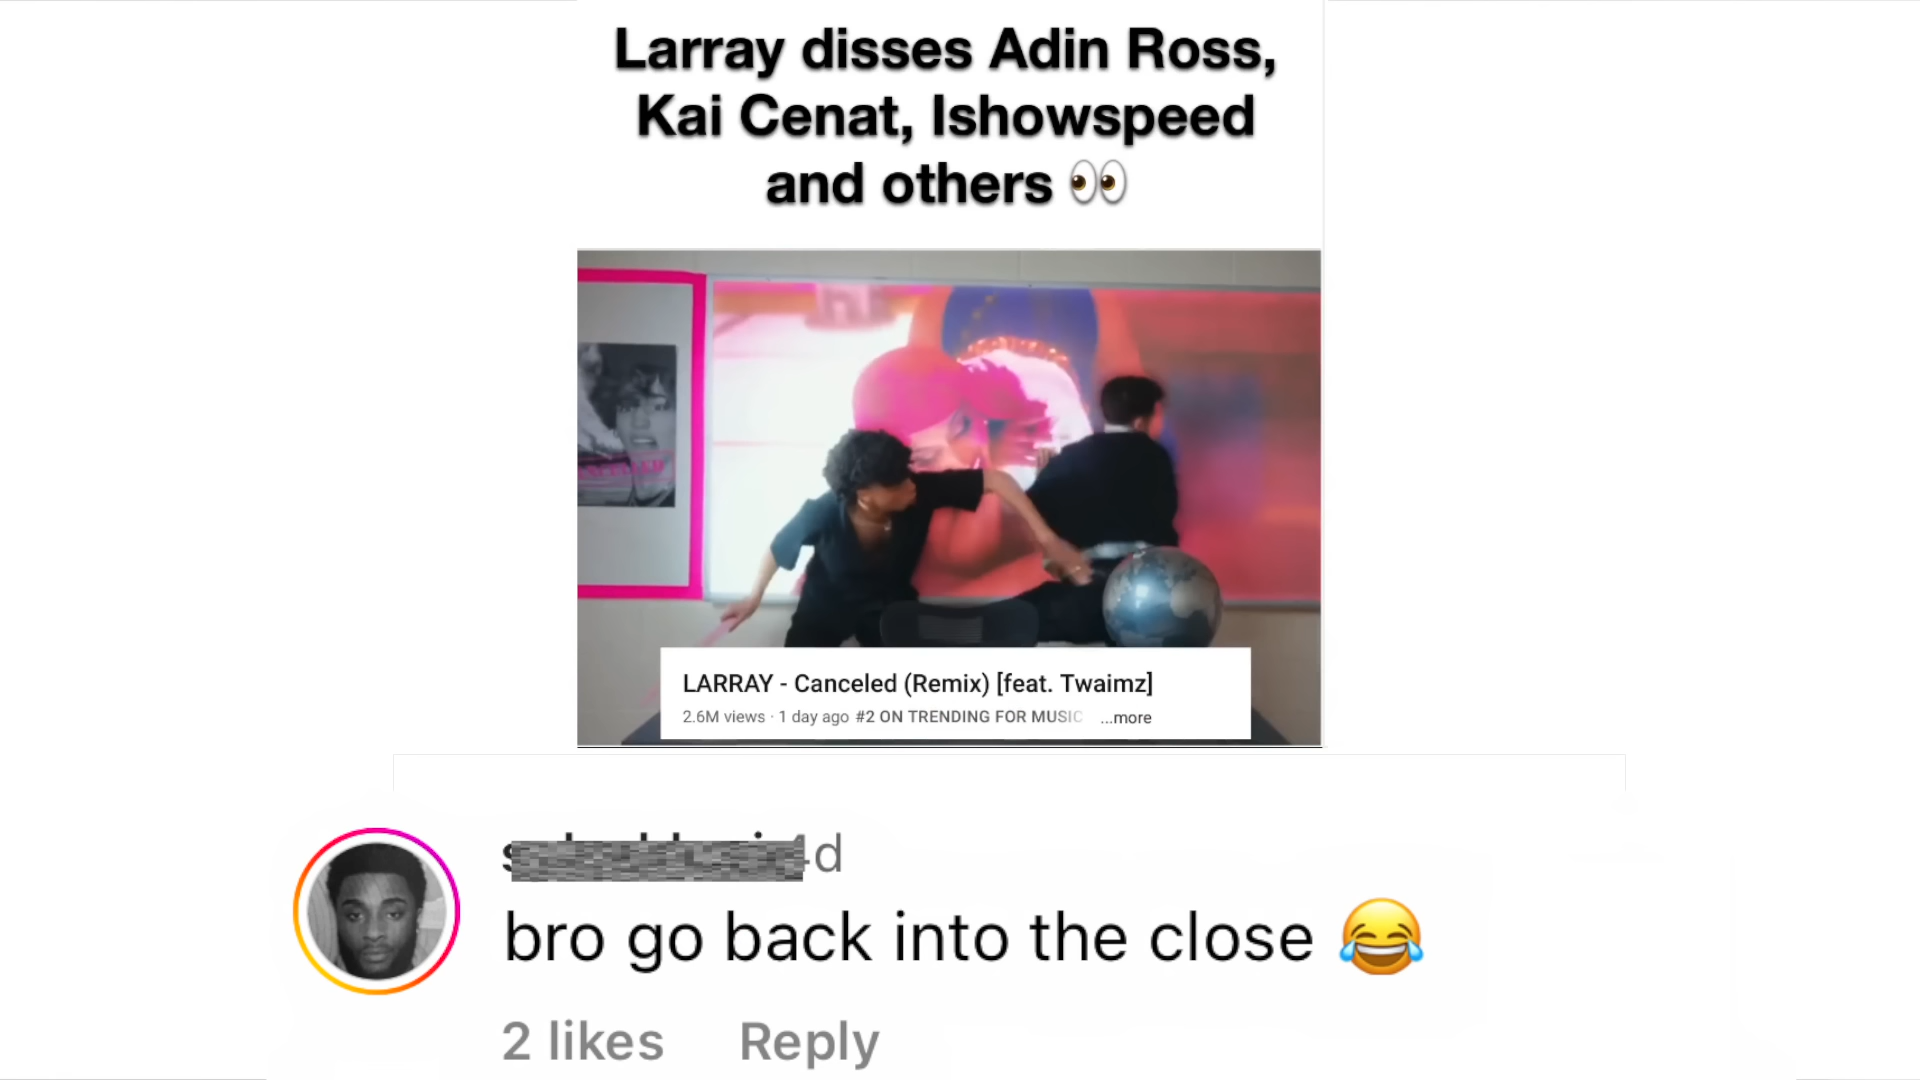 Larray disses Adin Ross,
Kai Cenat, Ishowspeed
and others 👀
LARRAY - Canceled (Remix) [feat. Twaimz]
2.6M views · 1 day ago #2 ON TRENDING FOR MUSIC ...more
4d
bro go back into the close 😂
2 likes Reply